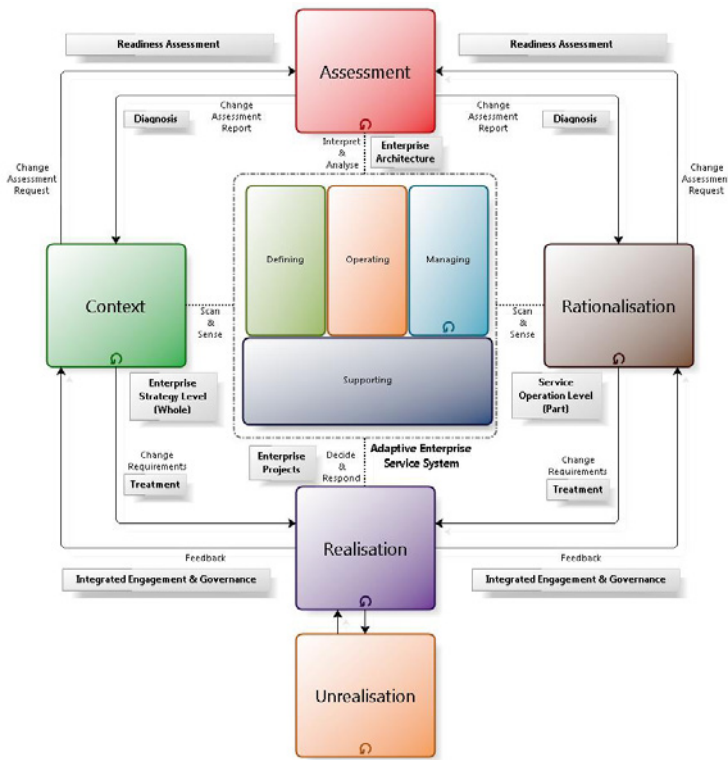 Readiness Assessment
Readiness Assessment
Assessment
Change
Assessment
Report
Diagnosis
Change
Assessment
Report
Diagnosis
Interpret
&
Analyse
Enterprise
Architecture
Change
Assessment
Request
Change
Assessment
Request
Defining
Operating
Managing
Supporting
Context
Scan
&
Sense
Scan
&
Sense
Rationalisation
Enterprise
Strategy Level
(Whole)
Service
Operation Level
(Part)
Adaptive Enterprise
Service System
Enterprise
Projects
Decide
&
Respond
Change
Requirements
Treatment
Change
Requirements
Treatment
Realisation
Feedback
Feedback
Integrated Engagement & Governance
Integrated Engagement & Governance
Unrealisation